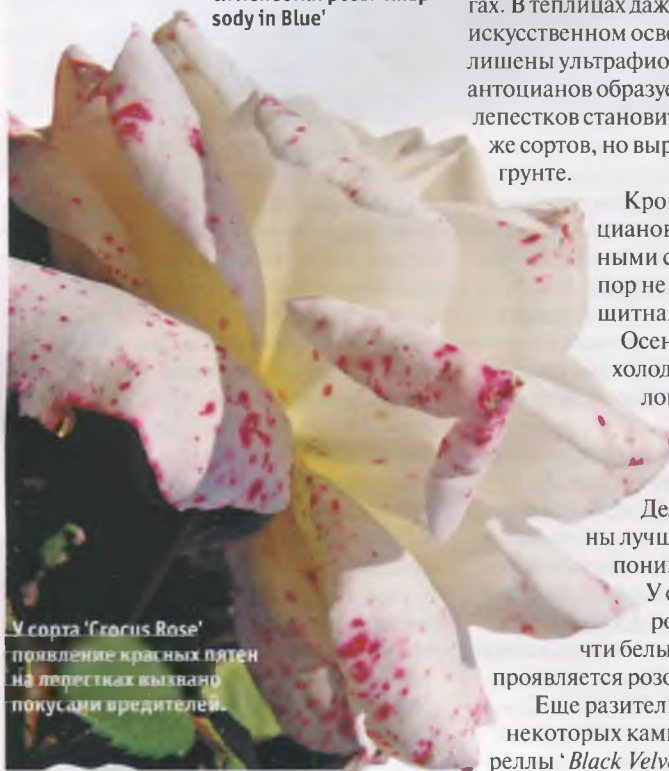 sody in Blue'
гах. В теплицах даж
искусственном осве
лишены ультрафио
антоцианов образуе
лепестков становит
же сортов, но выр
грунте.
Кро
цианов
ными с
пор не
щитна
Осен
холод
ло
Де
ны лучш
пони
У с
ро
чти белы
проявляется розо
Еще разител
некоторых кам
реллы 'Black Velv
У сорта 'Crocus Rose'
появление красных пятен
на лепестках вызвано
покусами вредителей.